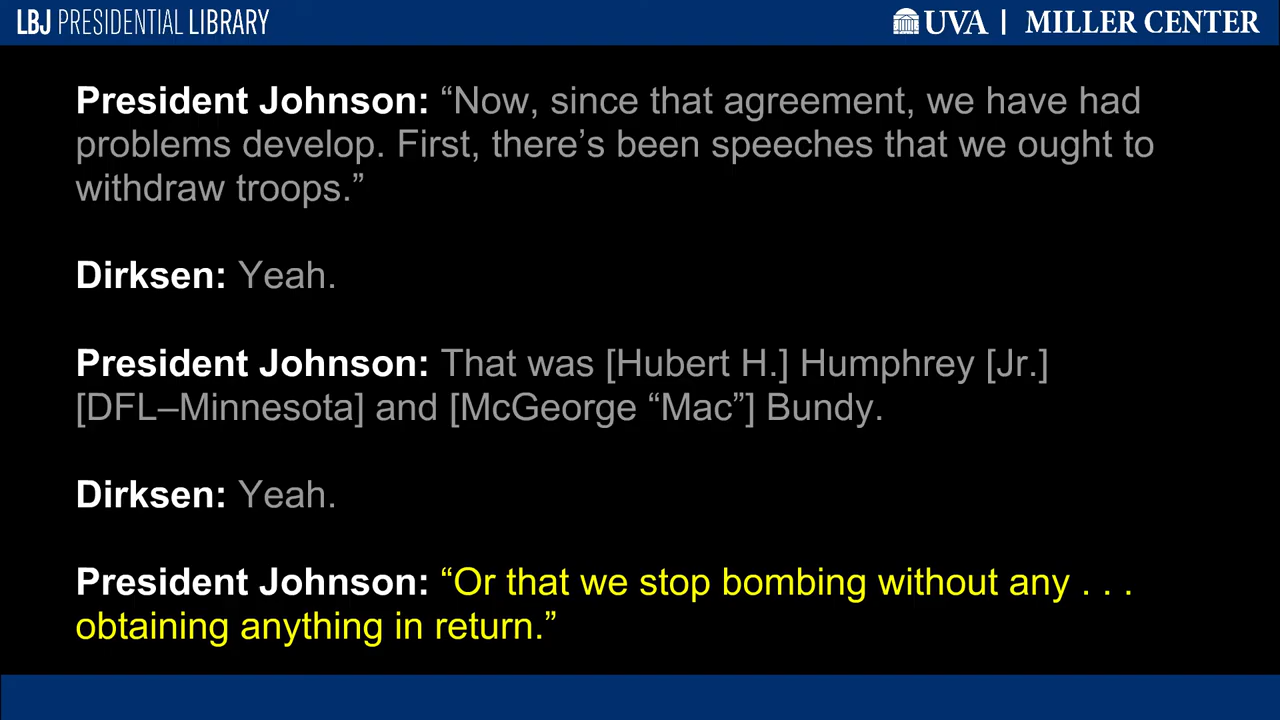 LBJ PRESIDENTIAL LIBRARY
UVA | MILLER CENTER
President Johnson: “Now, since that agreement, we have had
problems develop. First, there’s been speeches that we ought to
withdraw troops.”
Dirksen: Yeah.
President Johnson: That was [Hubert H.] Humphrey [Jr.]
[DFL–Minnesota] and [McGeorge “Mac”] Bundy.
Dirksen: Yeah.
President Johnson: “Or that we stop bombing without any . . .
obtaining anything in return.”